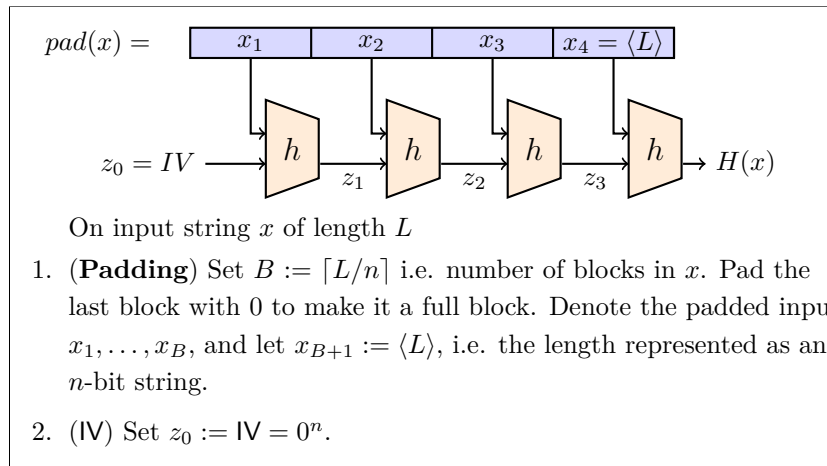 pad(x) = x₁ x₂ x₃ x₄ = ⟨L⟩
h h h h
z₀ = IV z₁ z₂ z₃ H(x)
On input string x of length L
1. (Padding) Set B := ⌈L/n⌉ i.e. number of blocks in x. Pad the
last block with 0 to make it a full block. Denote the padded inpu
x₁, . . . , x_B, and let x_{B+1} := ⟨L⟩, i.e. the length represented as an
n-bit string.
2. (IV) Set z₀ := IV = 0ⁿ.